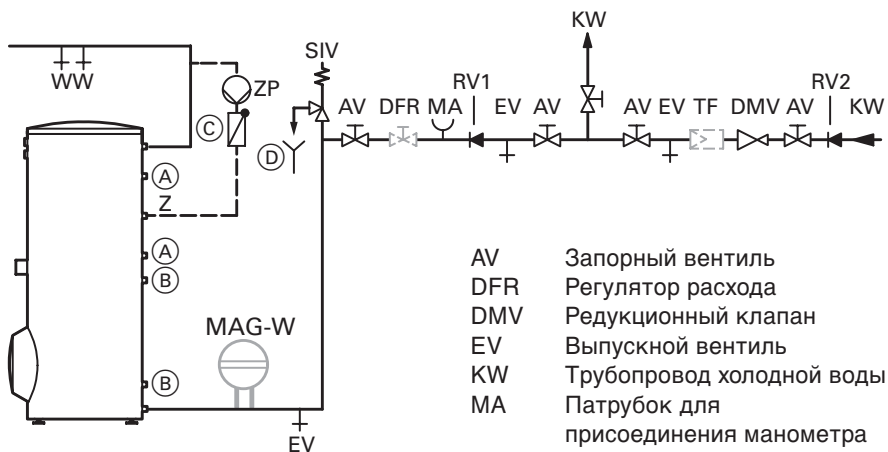 KW
SIV
WW
ZP
AV DFR MA RV1 EV AV AV EV TF DMV AV RV2 KW
C
D
A
Z
A
B
MAG-W
B
EV
AV Запорный вентиль
DFR Регулятор расхода
DMV Редукционный клапан
EV Выпускной вентиль
KW Трубопровод холодной воды
MA Патрубок для
присоединения манометра